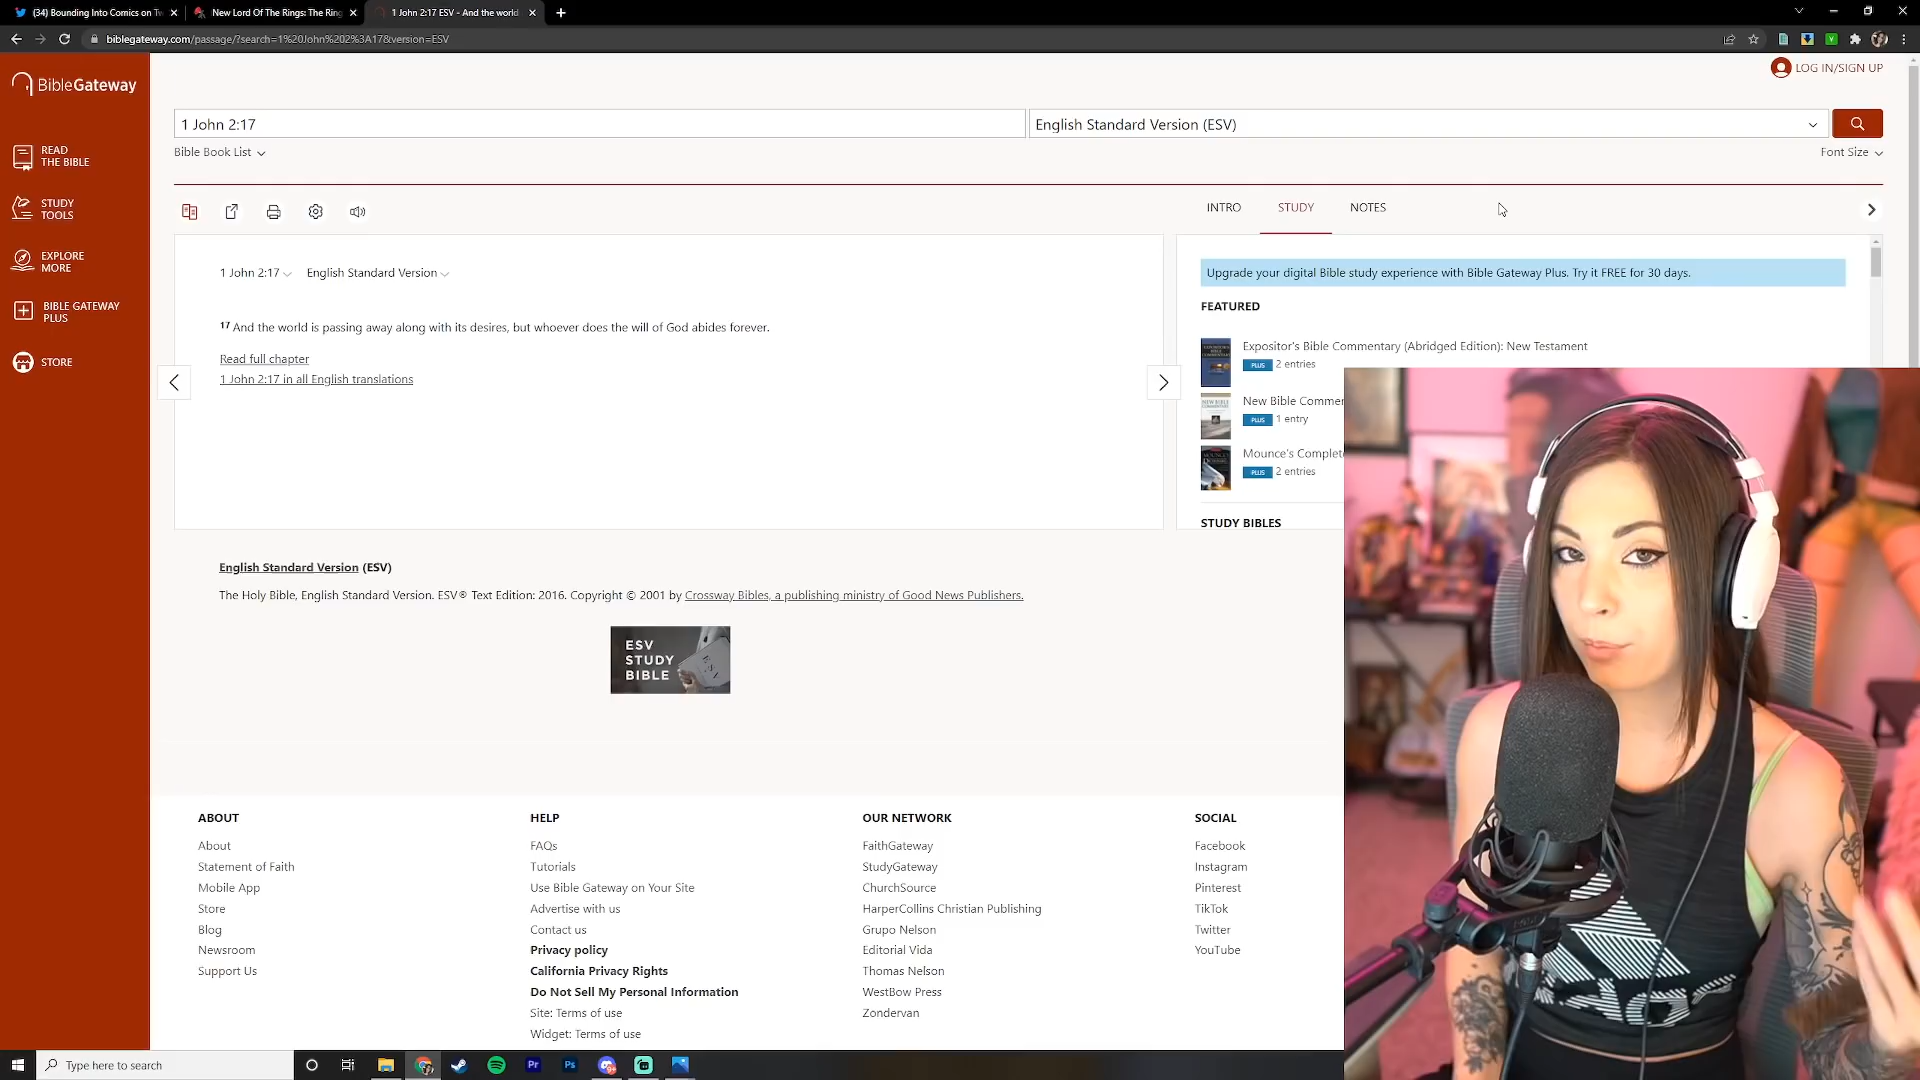 (34) Bounding Into Comics on Tw
New Lord Of The Rings: The Ring
1 John 2:17 ESV - And the world
biblegateway.com/passage/?search=1%20John%202%3A17&version=ESV
BibleGateway
LOG IN/SIGN UP
1 John 2:17
English Standard Version (ESV)
Bible Book List
Font Size
READ
THE BIBLE
STUDY
TOOLS
EXPLORE
MORE
BIBLE GATEWAY
PLUS
STORE
INTRO
STUDY
NOTES
1 John 2:17
English Standard Version
17 And the world is passing away along with its desires, but whoever does the will of God abides forever.
Read full chapter
1 John 2:17 in all English translations
Upgrade your digital Bible study experience with Bible Gateway Plus. Try it FREE for 30 days.
FEATURED
Expositor's Bible Commentary (Abridged Edition): New Testament
PLUS 2 entries
New Bible Commen
PLUS 1 entry
Mounce's Complet
PLUS 2 entries
STUDY BIBLES
English Standard Version (ESV)
The Holy Bible, English Standard Version. ESV® Text Edition: 2016. Copyright © 2001 by Crossway Bibles, a publishing ministry of Good News Publishers.
ESV
STUDY
BIBLE
ABOUT
About
Statement of Faith
Mobile App
Store
Blog
Newsroom
Support Us
HELP
FAQs
Tutorials
Use Bible Gateway on Your Site
Advertise with us
Contact us
Privacy policy
California Privacy Rights
Do Not Sell My Personal Information
Site: Terms of use
Widget: Terms of use
OUR NETWORK
FaithGateway
StudyGateway
ChurchSource
HarperCollins Christian Publishing
Grupo Nelson
Editorial Vida
Thomas Nelson
WestBow Press
Zondervan
SOCIAL
Facebook
Instagram
Pinterest
TikTok
Twitter
YouTube
Type here to search
Pr
Ps